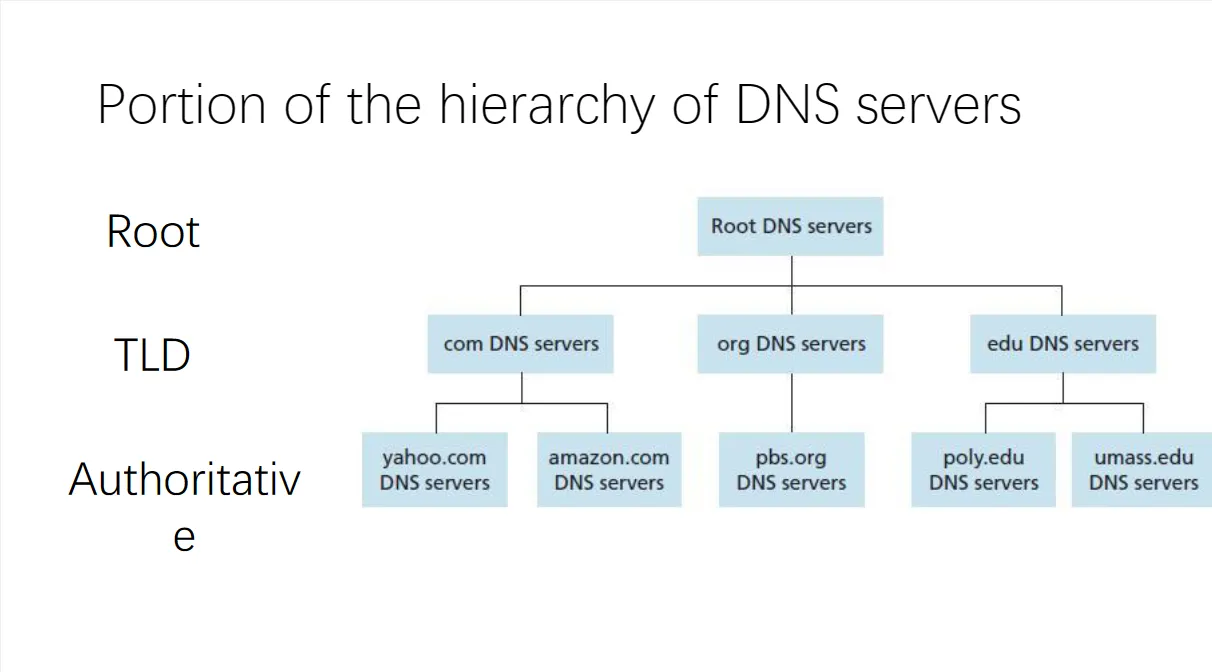 Portion of the hierarchy of DNS servers
Root
Root DNS servers
TLD
com DNS servers
org DNS servers
edu DNS servers
Authoritativ
e
yahoo.com
DNS servers
amazon.com
DNS servers
pbs.org
DNS servers
poly.edu
DNS servers
umass.edu
DNS servers